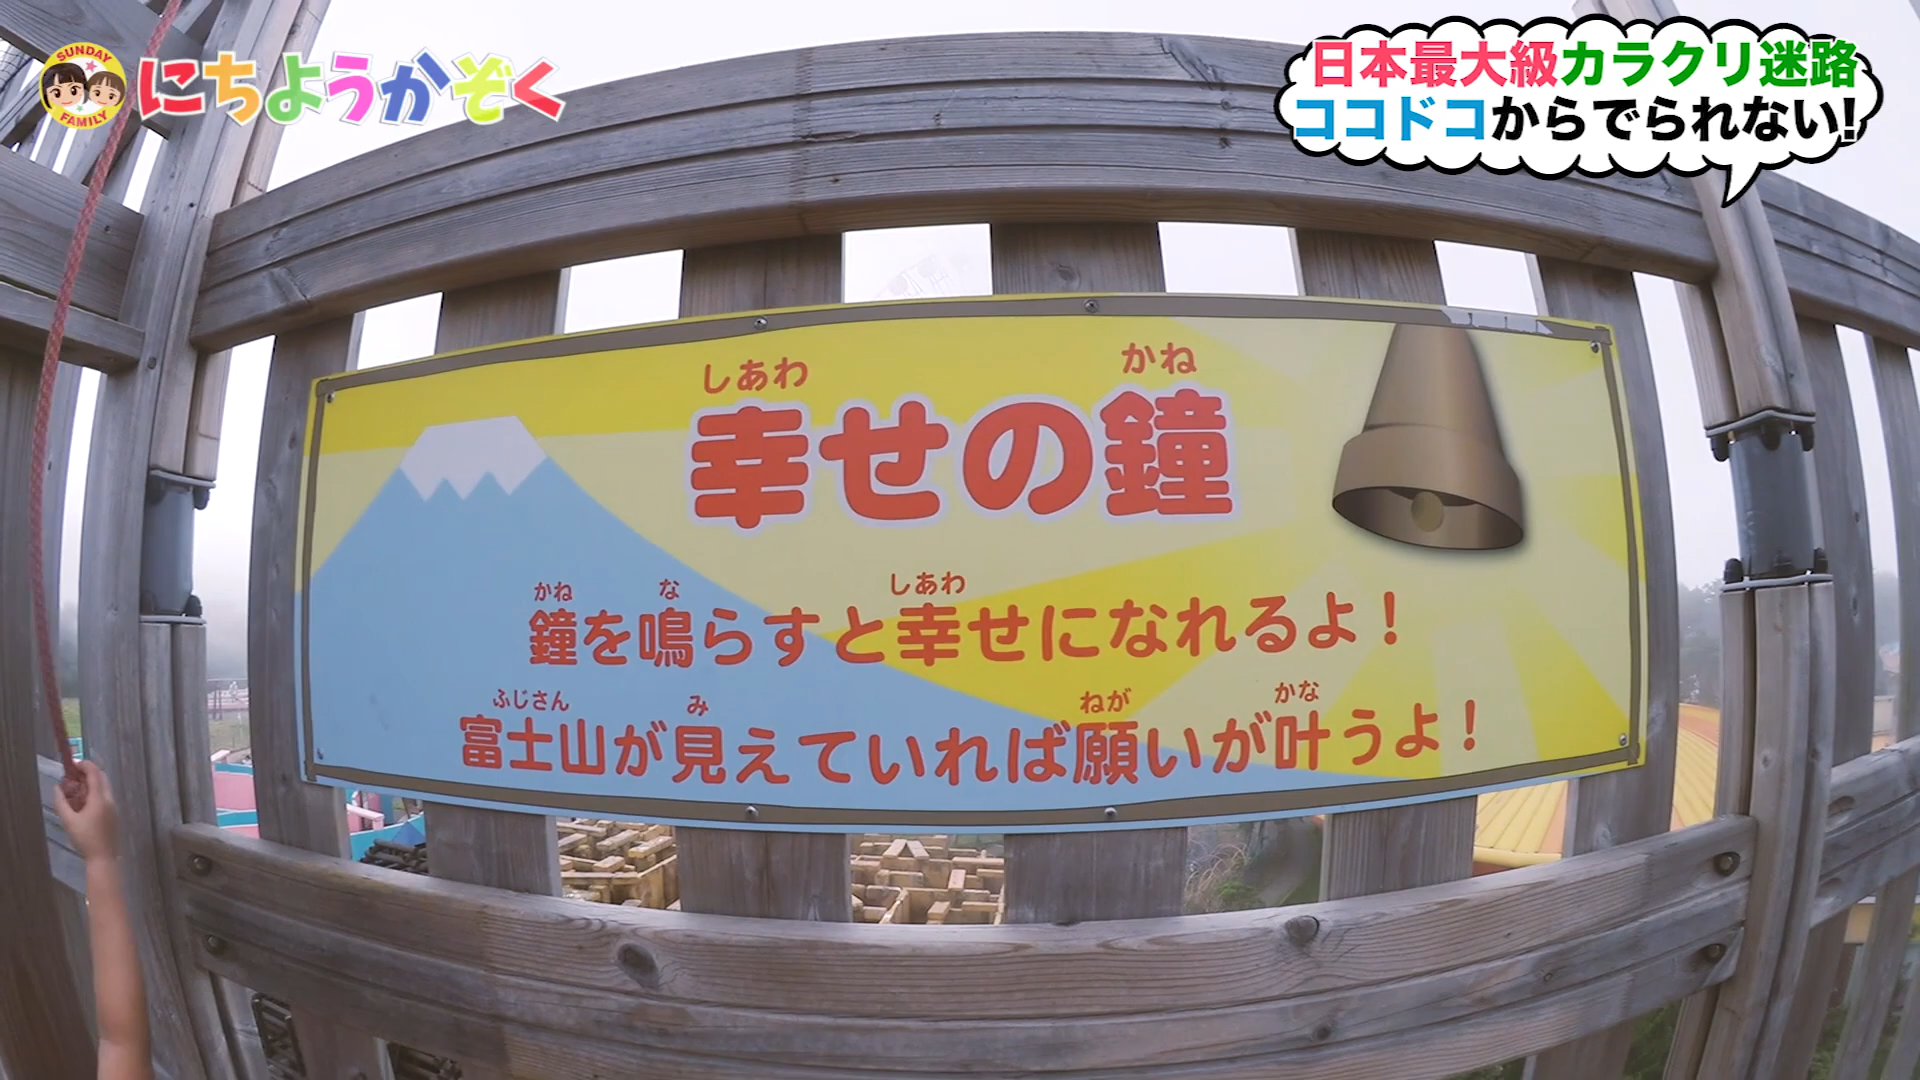 SUNDAY
FAMILY
にちようかぞく
日本最大級カラクリ迷路
ココドコからでられない!
しあわ かね
幸せの鐘
かね な しあわ
鐘を鳴らすと幸せになれるよ!
ふじさん み ねが かな
富士山が見えていれば願いが叶うよ!